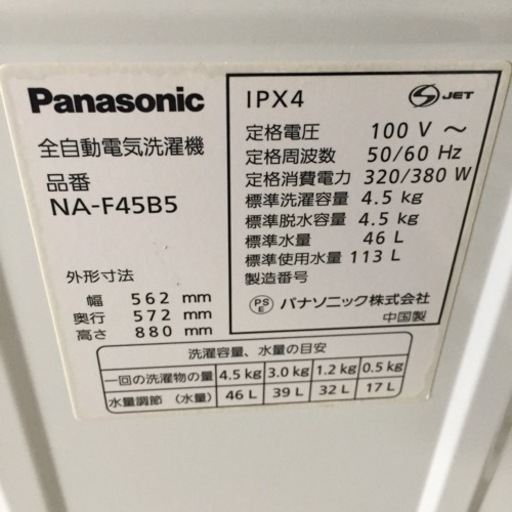 Panasonic
全自動電気洗濯機
品番
NA-F45B5
外形寸法
幅 562 mm
奥行 572 mm
高さ 880 mm
IPX4
S JET
定格電圧 100 V ～
定格周波数 50/60 Hz
定格消費電力 320/380 W
標準洗濯容量 4.5 kg
標準脱水容量 4.5 kg
標準水量 46 L
標準使用水量 113 L
製造番号
PS E パナソニック株式会社
中国製
洗濯容量、水量の目安
一回の洗濯物の量 4.5 kg 3.0 kg 1.2 kg 0.5 kg
水量調節 （水量） 46 L 39 L 32 L 17 L